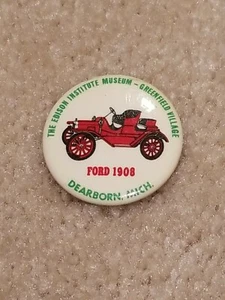 THE EDISON INSTITUTE MUSEUM - GREENFIELD VILLAGE
FORD 1908
DEARBORN, MICH.